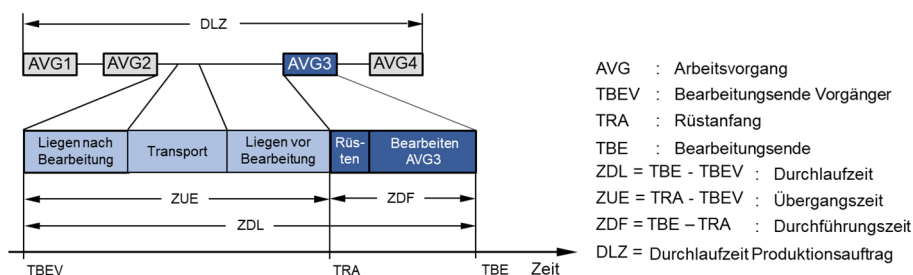 DLZ
AVG1 AVG2 AVG3 AVG4
Liegen nach Bearbeitung
Transport
Liegen vor Bearbeitung
Rüs-
ten
Bearbeiten
AVG3
ZUE ZDF
ZDL
TBEV TRA TBE Zeit
AVG : Arbeitsvorgang
TBEV : Bearbeitungsende Vorgänger
TRA : Rüstanfang
TBE : Bearbeitungsende
ZDL = TBE - TBEV : Durchlaufzeit
ZUE = TRA - TBEV : Übergangszeit
ZDF = TBE – TRA : Durchführungszeit
DLZ = Durchlaufzeit Produktionsauftrag